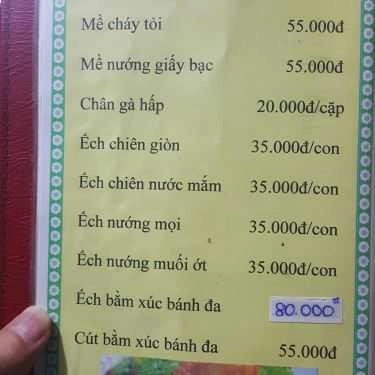 Mề cháy tỏi 55.000đ
Mề nướng giấy bạc 55.000đ
Chân gà hấp 20.000đ/cặp
Ếch chiên giòn 35.000đ/con
Ếch chiên nước mắm 35.000đ/con
Ếch nướng mọi 35.000đ/con
Ếch nướng muối ớt 35.000đ/con
Ếch bằm xúc bánh đa 80.000đ
Cút bằm xúc bánh đa 55.000đ